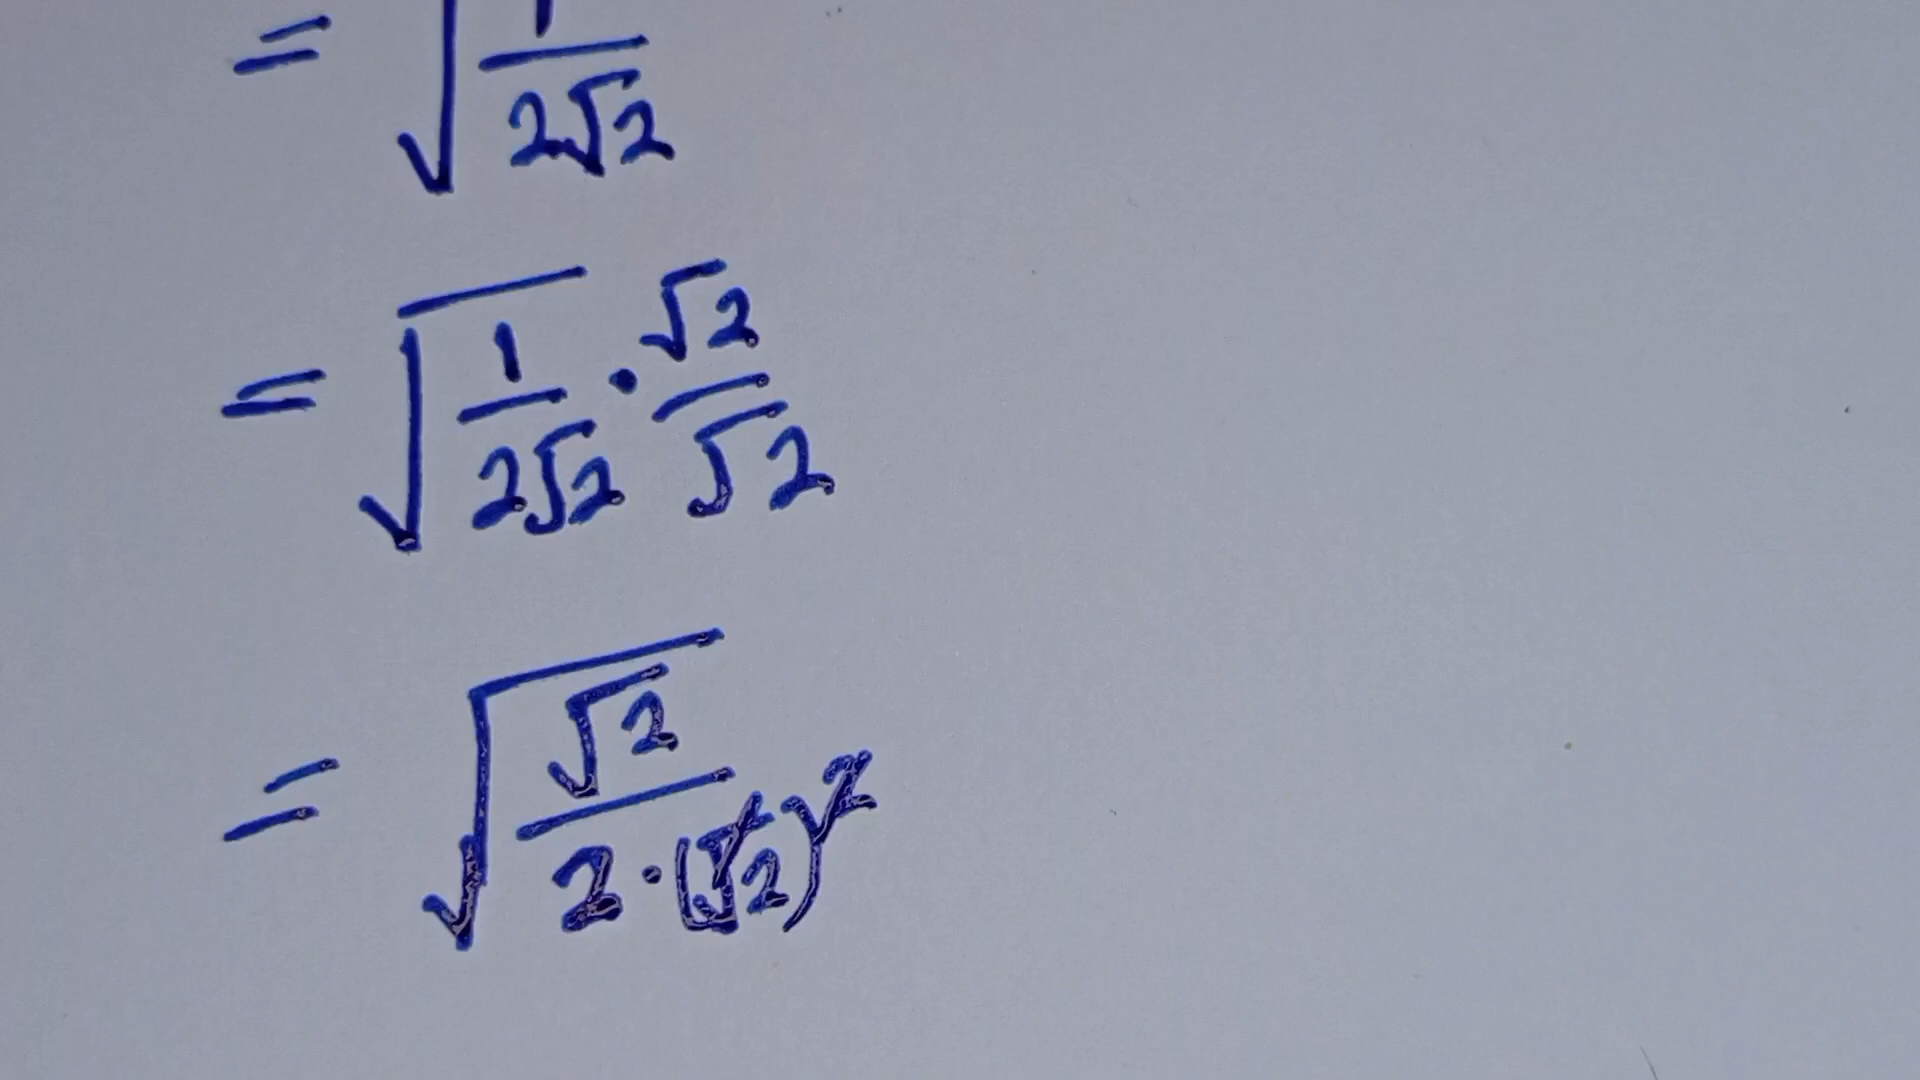 = √(1/(2√2))
= √(1/(2√2)) · √2/√2
= √(√2/(2·(√2)²))